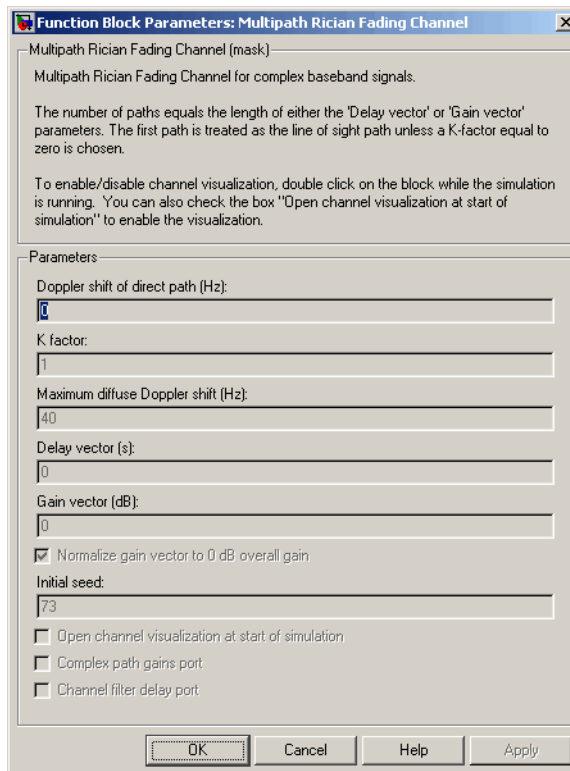 Function Block Parameters: Multipath Rician Fading Channel
Multipath Rician Fading Channel (mask)
Multipath Rician Fading Channel for complex baseband signals.
The number of paths equals the length of either the 'Delay vector' or 'Gain vector'
parameters. The first path is treated as the line of sight path unless a K-factor equal to
zero is chosen.
To enable/disable channel visualization, double click on the block while the simulation
is running.  You can also check the box "Open channel visualization at start of
simulation" to enable the visualization.
Parameters
Doppler shift of direct path (Hz):
0
K factor:
1
Maximum diffuse Doppler shift (Hz):
40
Delay vector (s):
0
Gain vector (dB):
0
Normalize gain vector to 0 dB overall gain
Initial seed:
73
Open channel visualization at start of simulation
Complex path gains port
Channel filter delay port
OK Cancel Help Apply